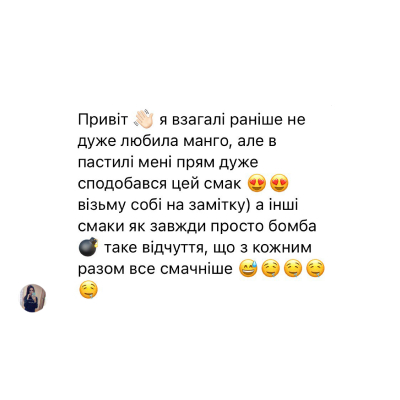 Привіт 👋🏻 я взагалі раніше не
дуже любила манго, але в
пастилі мені прям дуже
сподобався цей смак 😍😍
візьму собі на замітку) а інші
смаки як завжди просто бомба
💣 таке відчуття, що з кожним
разом все смачніше 😅🤤🤤🤤
🤤